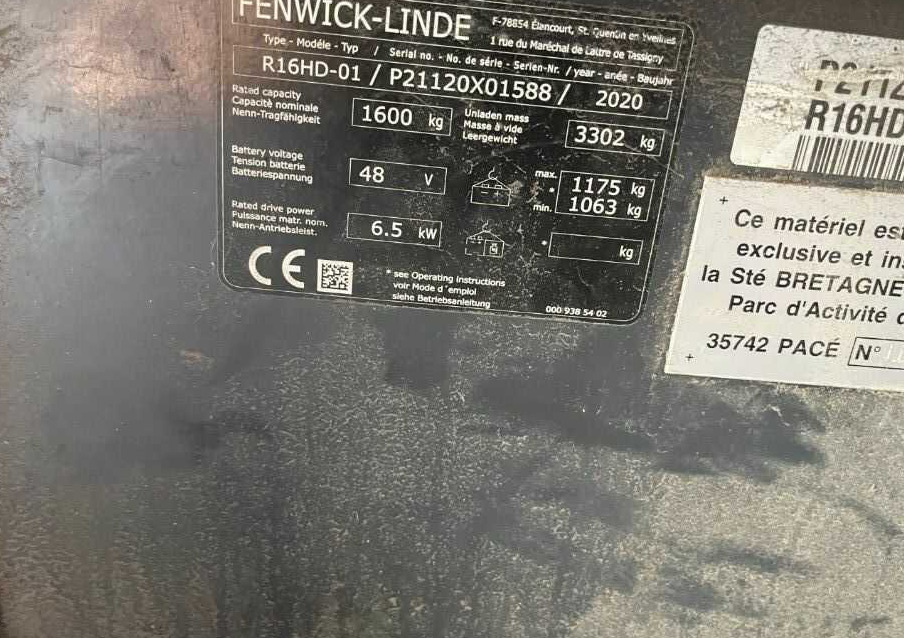 FENWICK-LINDE
F-78854 Élancourt, St. Quentin en Yvelines
1 rue du Maréchal de Lattre de Tassigny
Type - Modéle - Typ / Serial no. - No. de série - Serien-Nr. / year - anée - Baujahr
R16HD-01 / P21120X01588 / 2020
Rated capacity
Capacité nominale
Nenn-Tragfähigkeit
1600 kg
Unladen mass
Masse à vide
Leergewicht
3302 kg
Battery voltage
Tension batterie
Batteriespannung
48 V
max. 1175 kg
*
min. 1063 kg
Rated drive power
Puissance matr. nom.
Nenn-Antriebsleist.
6.5 kW
* kg
CE
* see Operating instructions
voir Mode d'emploi
siehe Betriebsanleitung
000 938 54 02
R16HD
Ce matériel est
exclusive et ins
la Sté BRETAGNE
Parc d'Activité
35742 PACÉ N°